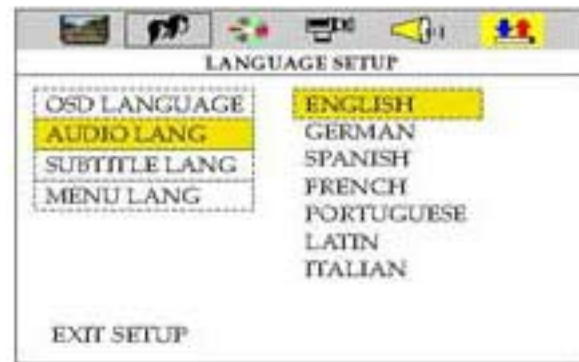 LANGUAGE SETUP
OSD LANGUAGE
AUDIO LANG
SUBTITLE LANG
MENU LANG
ENGLISH
GERMAN
SPANISH
FRENCH
PORTUGUESE
LATIN
ITALIAN
EXIT SETUP